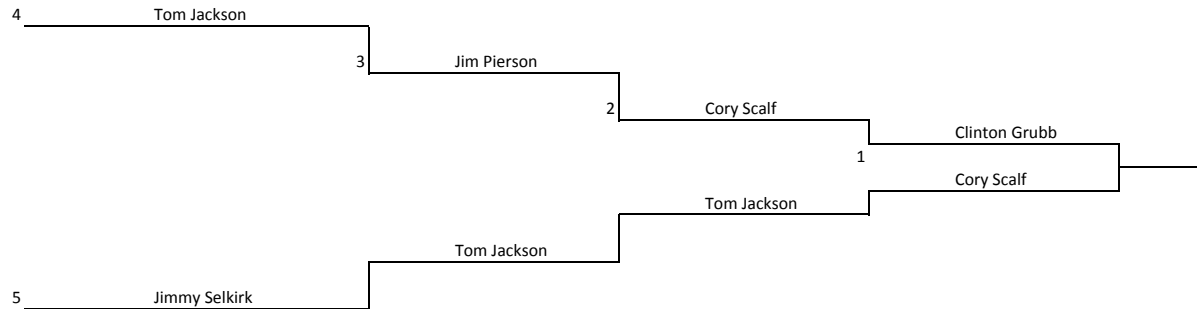 4 Tom Jackson
3 Jim Pierson
2 Cory Scalf
Clinton Grubb
1
Cory Scalf
Tom Jackson
Tom Jackson
5 Jimmy Selkirk